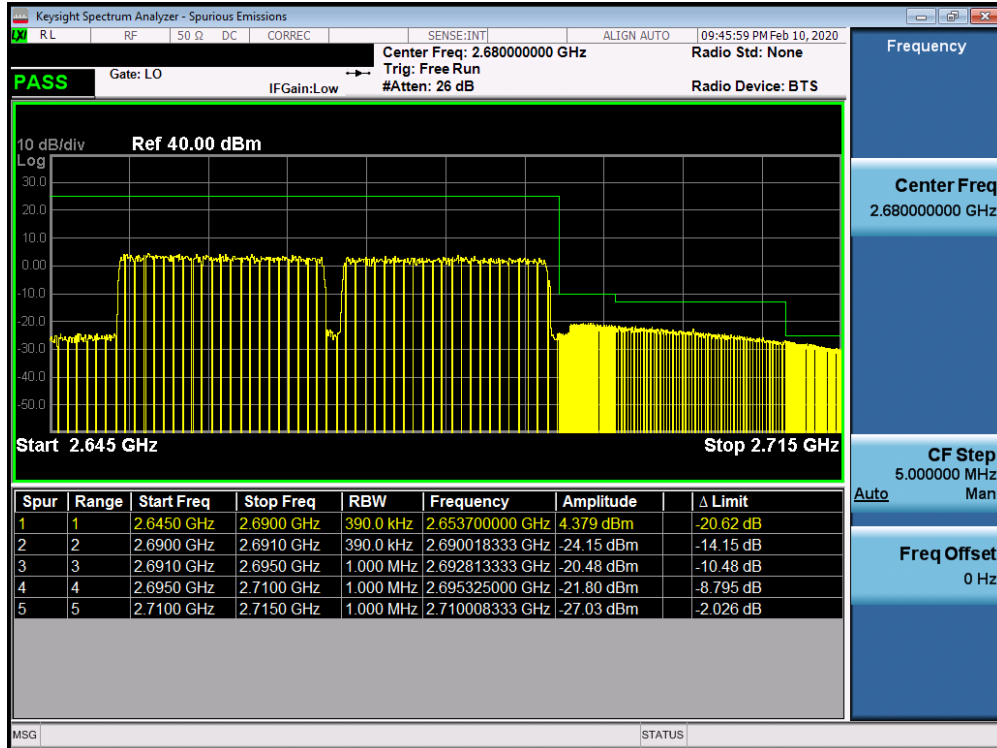 Keysight Spectrum Analyzer - Spurious Emissions
LXI RL RF 50 Ω DC CORREC SENSE:INT ALIGN AUTO 09:45:59 PM Feb 10, 2020
Center Freq: 2.680000000 GHz Radio Std: None
Trig: Free Run
PASS Gate: LO
IFGain:Low #Atten: 26 dB Radio Device: BTS
10 dB/div Ref 40.00 dBm
Log
30.0
20.0
10.0
0.00
-10.0
-20.0
-30.0
-40.0
-50.0
Start 2.645 GHz Stop 2.715 GHz
Spur Range Start Freq Stop Freq RBW Frequency Amplitude Δ Limit
1 1 2.6450 GHz 2.6900 GHz 390.0 kHz 2.653700000 GHz 4.379 dBm -20.62 dB
2 2 2.6900 GHz 2.6910 GHz 390.0 kHz 2.690018333 GHz -24.15 dBm -14.15 dB
3 3 2.6910 GHz 2.6950 GHz 1.000 MHz 2.692813333 GHz -20.48 dBm -10.48 dB
4 4 2.6950 GHz 2.7100 GHz 1.000 MHz 2.695325000 GHz -21.80 dBm -8.795 dB
5 5 2.7100 GHz 2.7150 GHz 1.000 MHz 2.710008333 GHz -27.03 dBm -2.026 dB
MSG STATUS
Frequency
Center Freq
2.680000000 GHz
CF Step
5.000000 MHz
Auto Man
Freq Offset
0 Hz